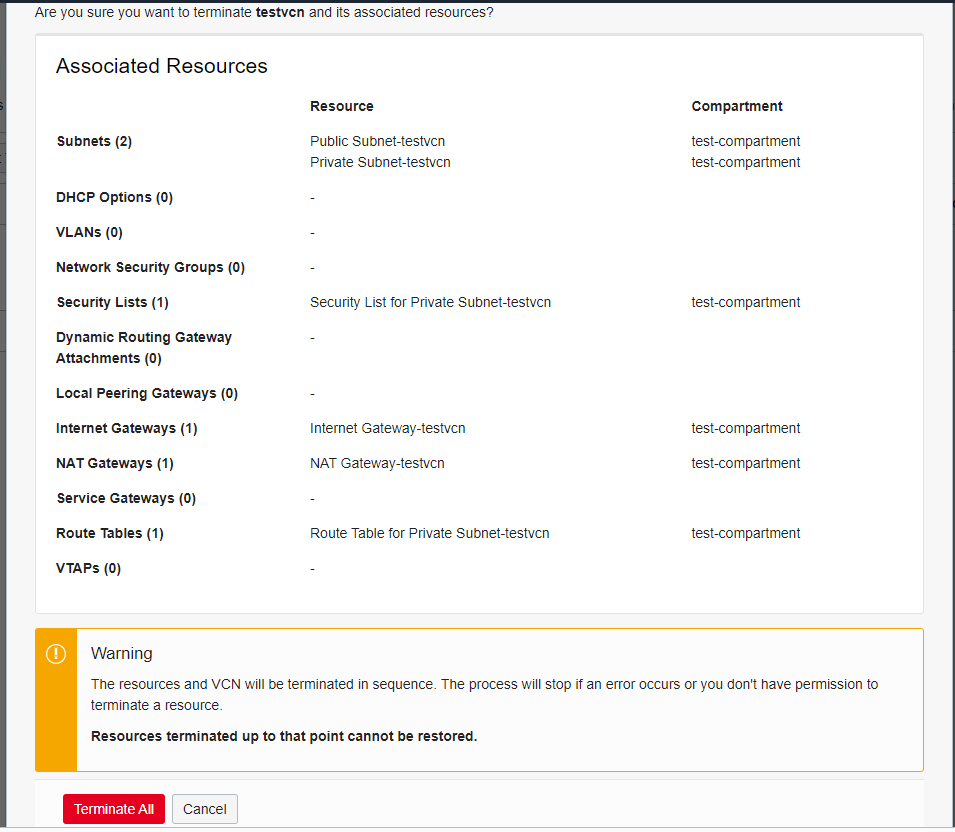 Are you sure you want to terminate testvcn and its associated resources?
Associated Resources
Resource Compartment
Subnets (2) Public Subnet-testvcn test-compartment
Private Subnet-testvcn test-compartment
DHCP Options (0) -
VLANs (0) -
Network Security Groups (0) -
Security Lists (1) Security List for Private Subnet-testvcn test-compartment
Dynamic Routing Gateway -
Attachments (0)
Local Peering Gateways (0) -
Internet Gateways (1) Internet Gateway-testvcn test-compartment
NAT Gateways (1) NAT Gateway-testvcn test-compartment
Service Gateways (0) -
Route Tables (1) Route Table for Private Subnet-testvcn test-compartment
VTAPs (0) -
Warning
The resources and VCN will be terminated in sequence. The process will stop if an error occurs or you don't have permission to
terminate a resource.
Resources terminated up to that point cannot be restored.
Terminate All Cancel